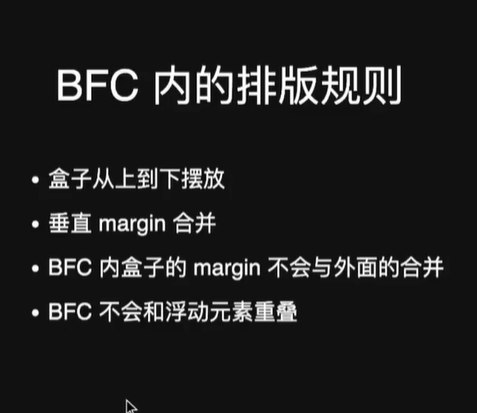 BFC 内的排版规则
• 盒子从上到下摆放
• 垂直 margin 合并
• BFC 内盒子的 margin 不会与外面的合并
• BFC 不会和浮动元素重叠